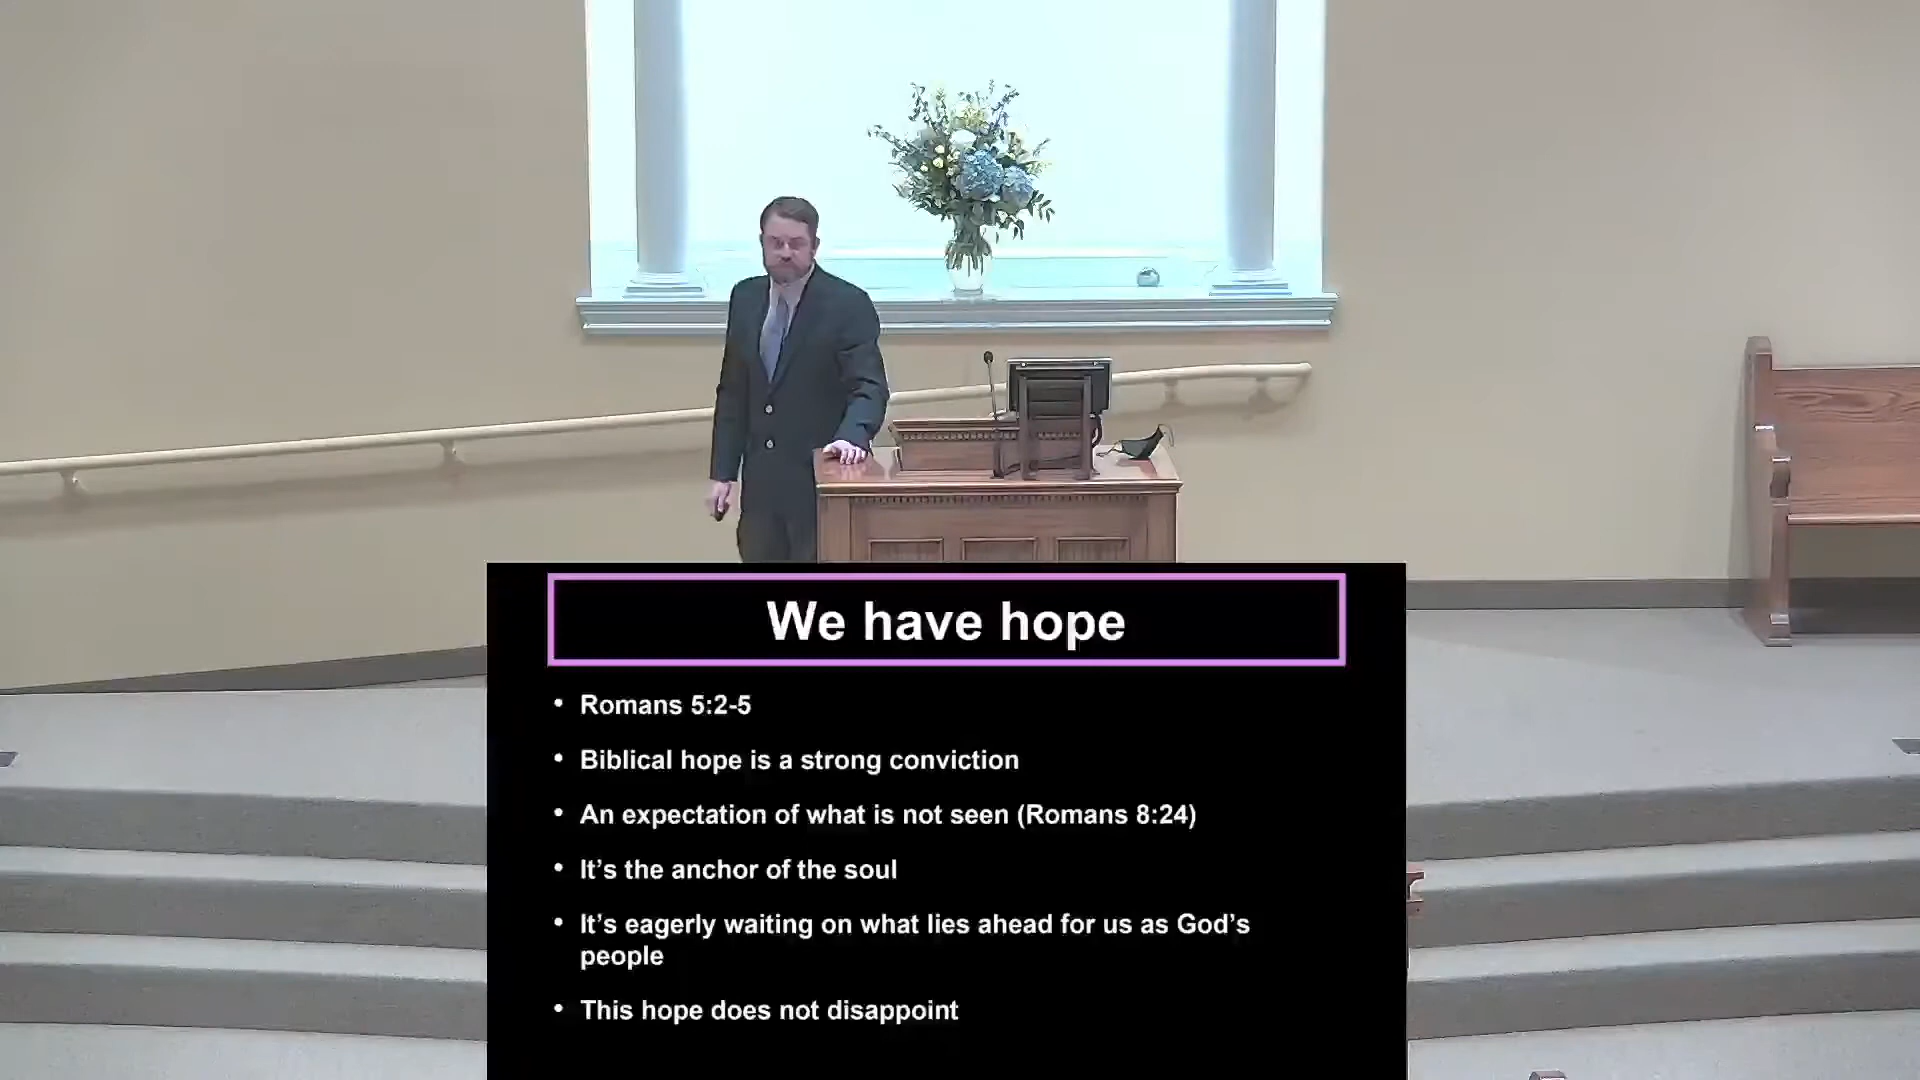 We have hope
• Romans 5:2-5
• Biblical hope is a strong conviction
• An expectation of what is not seen (Romans 8:24)
• It’s the anchor of the soul
• It’s eagerly waiting on what lies ahead for us as God’s
people
• This hope does not disappoint